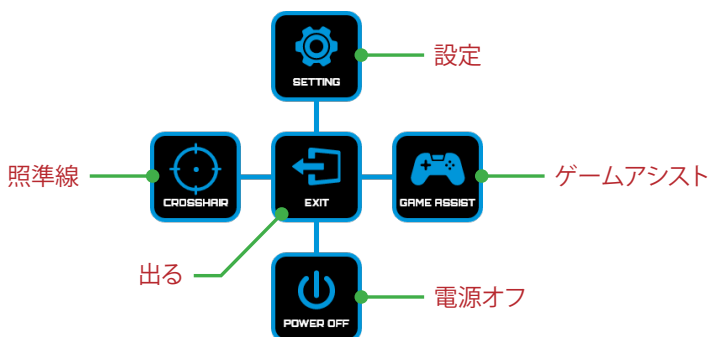 SETTING
設定
照準線
CROSSHAIR
EXIT
GAME ASSIST
ゲームアシスト
出る
POWER OFF
電源オフ